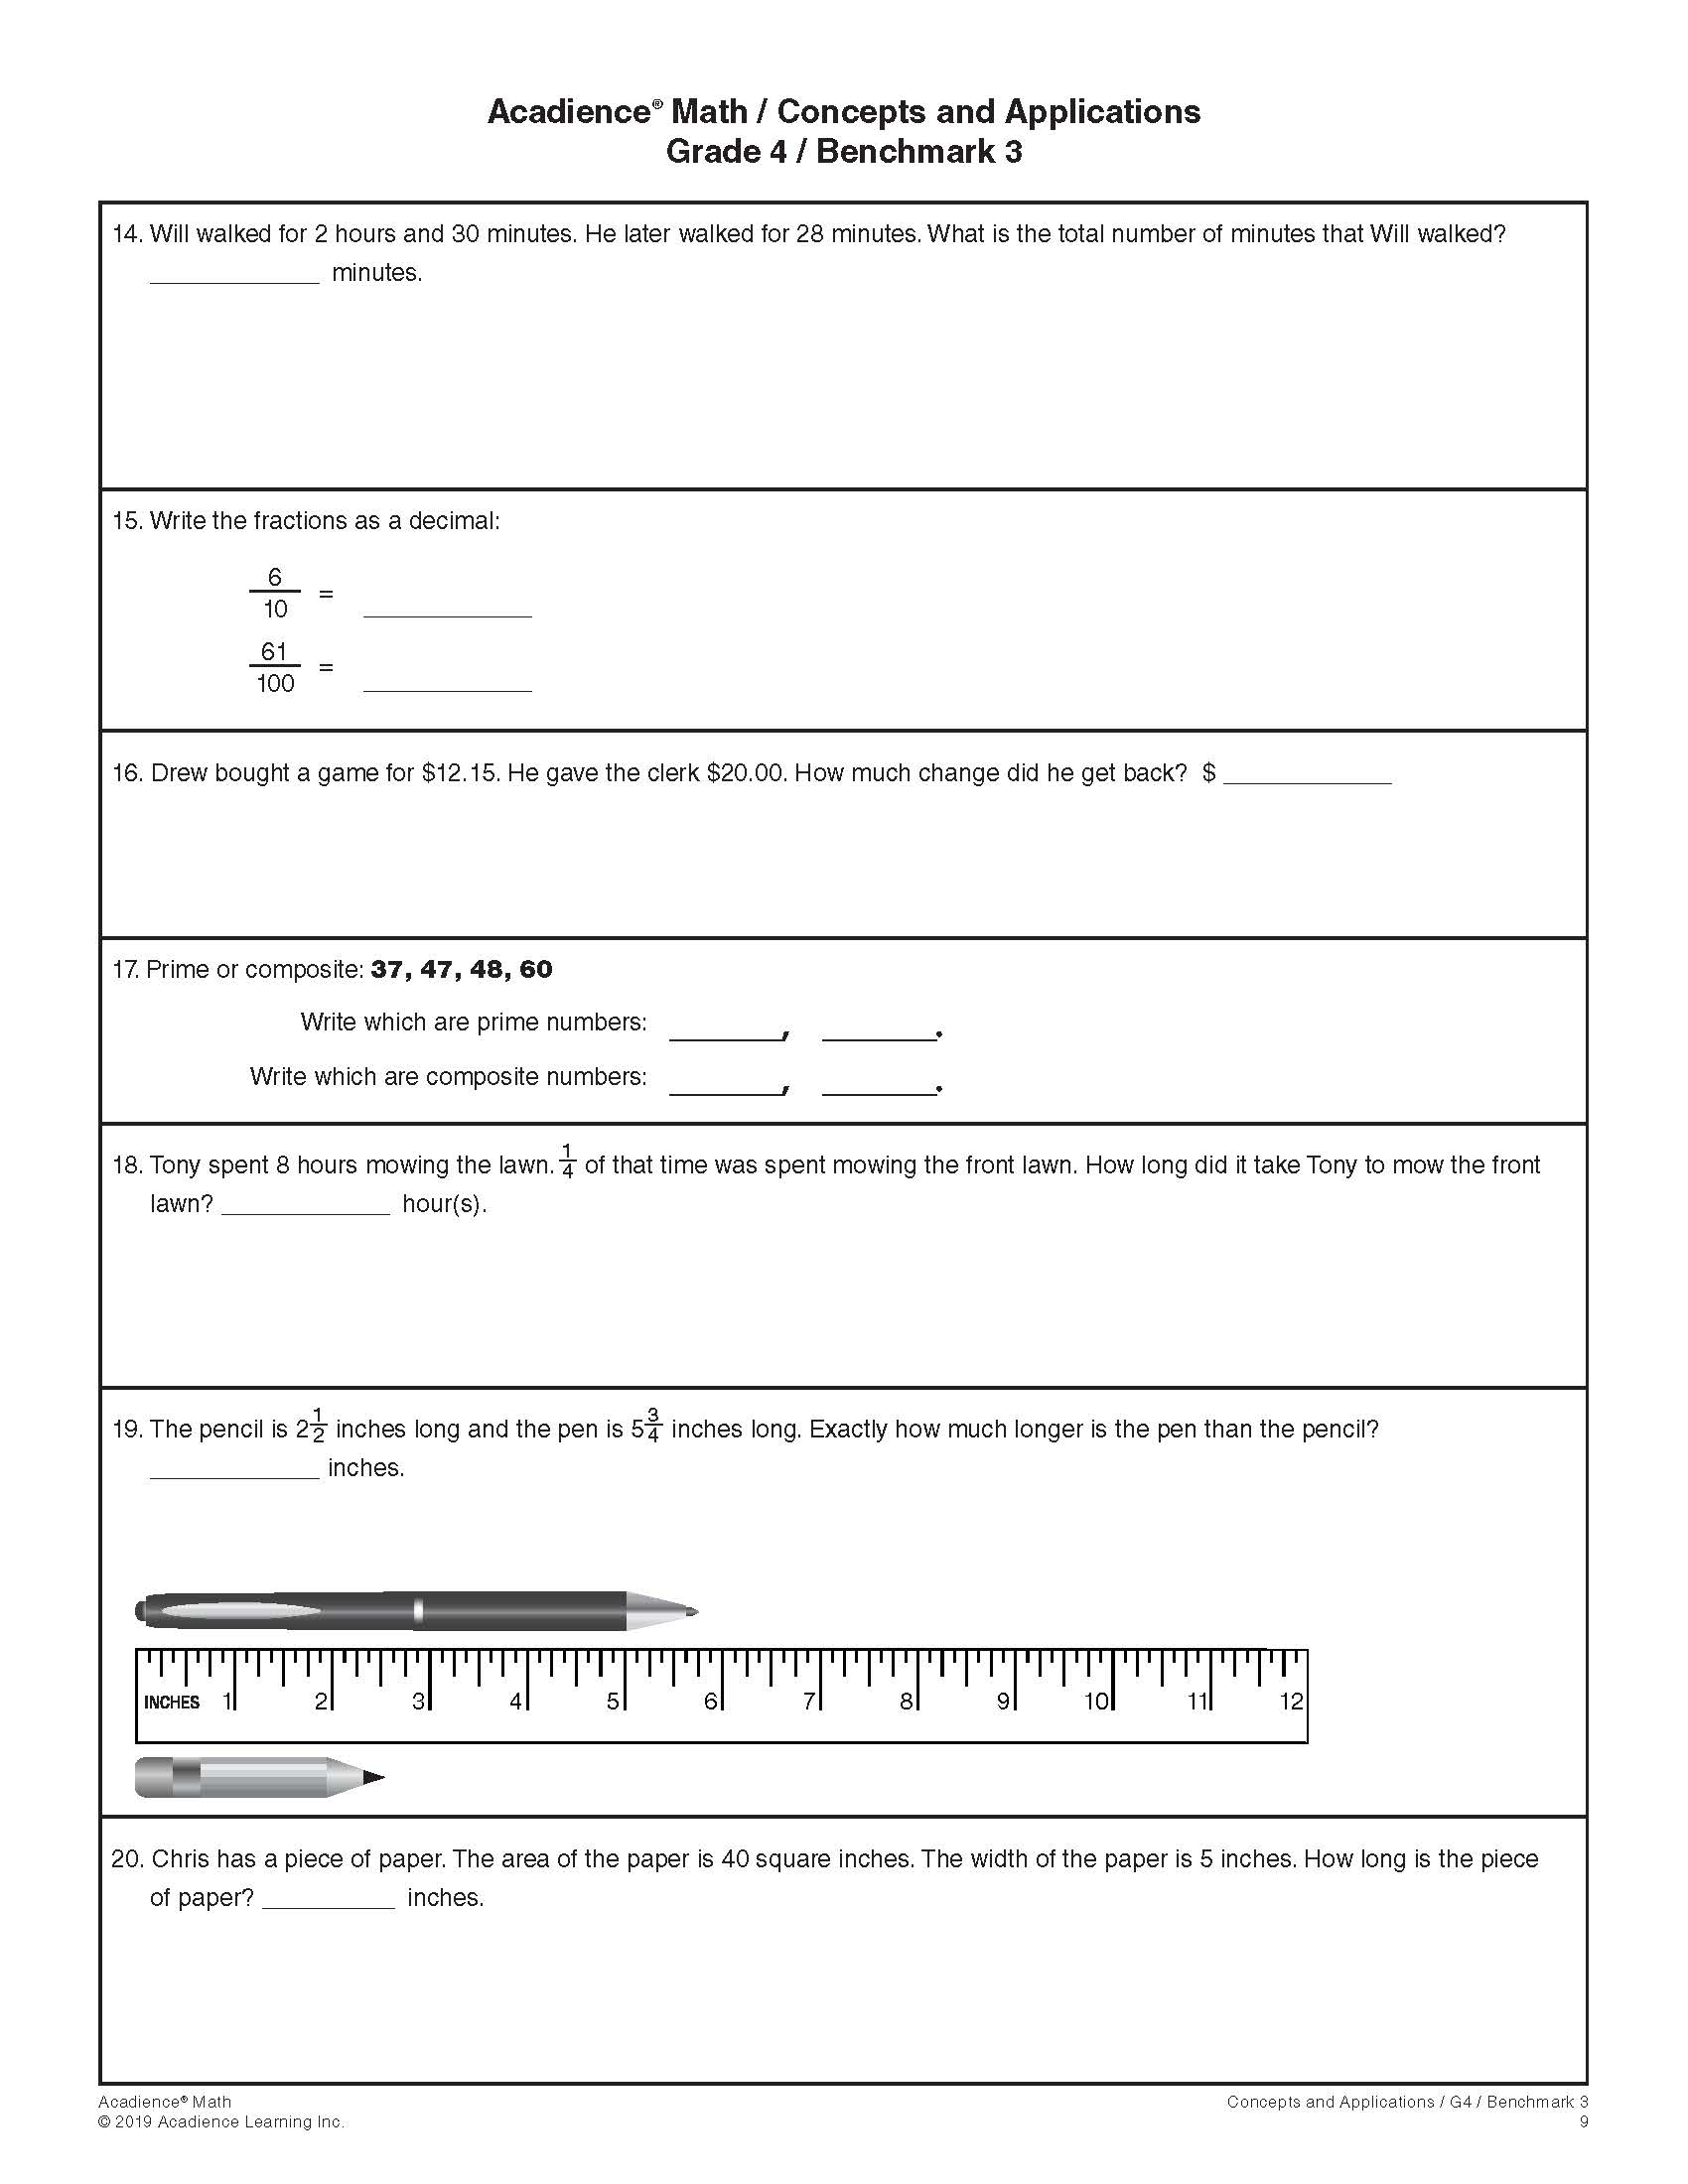 Acadience® Math / Concepts and Applications
Grade 4 / Benchmark 3
14. Will walked for 2 hours and 30 minutes. He later walked for 28 minutes. What is the total number of minutes that Will walked?
____________ minutes.
15. Write the fractions as a decimal:
6/10 = ____________
61/100 = ____________
16. Drew bought a game for $12.15. He gave the clerk $20.00. How much change did he get back? $ ____________
17. Prime or composite: 37, 47, 48, 60
Write which are prime numbers: ________, ________.
Write which are composite numbers: ________, ________.
18. Tony spent 8 hours mowing the lawn. 1/4 of that time was spent mowing the front lawn. How long did it take Tony to mow the front
lawn? ____________ hour(s).
19. The pencil is 2 1/2 inches long and the pen is 5 3/4 inches long. Exactly how much longer is the pen than the pencil?
____________ inches.
INCHES 1 2 3 4 5 6 7 8 9 10 11 12
20. Chris has a piece of paper. The area of the paper is 40 square inches. The width of the paper is 5 inches. How long is the piece
of paper? __________ inches.
Acadience® Math
© 2019 Acadience Learning Inc.
Concepts and Applications / G4 / Benchmark 3
9